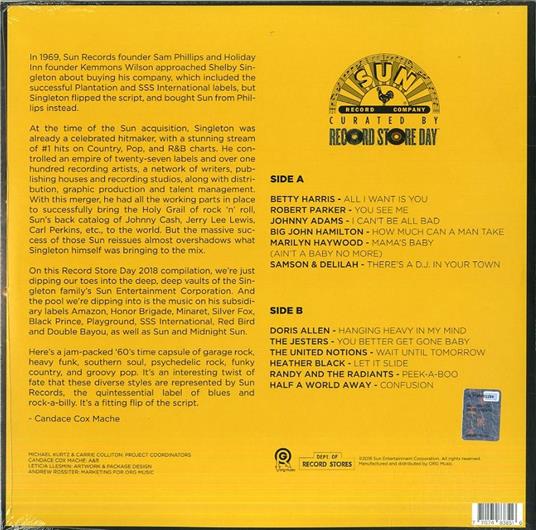 In 1969, Sun Records founder Sam Phillips and Holiday
Inn founder Kemmons Wilson approached Shelby Sin-
gleton about buying his company, which included the
successful Plantation and SSS International labels, but
Singleton flipped the script, and bought Sun from Phil-
lips instead.
At the time of the Sun acquisition, Singleton was
already a celebrated hitmaker, with a stunning stream
of #1 hits on Country, Pop, and R&B charts. He con-
trolled an empire of twenty-seven labels and over one
hundred recording artists, a network of writers, pub-
lishing houses and recording studios, along with distri-
bution, graphic production and talent management.
With this merger, he had all the working parts in place
to successfully bring the Holy Grail of rock 'n' roll,
Sun's back catalog of Johnny Cash, Jerry Lee Lewis,
Carl Perkins, etc., to the world. But the massive suc-
cess of those Sun reissues almost overshadows what
Singleton himself was bringing to the mix.
On this Record Store Day 2018 compilation, we're just
dipping our toes into the deep, deep vaults of the Sin-
gleton family's Sun Entertainment Corporation. And
the pool we're dipping into is the music on his subsidi-
ary labels Amazon, Honor Brigade, Minaret, Silver Fox,
Black Prince, Playground, SSS International, Red Bird
and Double Bayou, as well as Sun and Midnight Sun.
Here's a jam-packed '60's time capsule of garage rock,
heavy funk, southern soul, psychedelic rock, funky
country, and groovy pop. It's an interesting twist of
fate that these diverse styles are represented by Sun
Records, the quintessential label of blues and
rock-a-billy. It's a fitting flip of the script.
- Candace Cox Mache
MICHAEL KURTZ & CARRIE COLLITON: PROJECT COORDINATORS
CANDACE COX MACHE: A&R
LETICIA LLESMIN: ARTWORK & PACKAGE DESIGN
ANDREW ROSSITER: MARKETING FOR ORG MUSIC
SUN
RECORD COMPANY
CURATED BY
RECORD STORE DAY
SIDE A
BETTY HARRIS - ALL I WANT IS YOU
ROBERT PARKER - YOU SEE ME
JOHNNY ADAMS - I CAN'T BE ALL BAD
BIG JOHN HAMILTON - HOW MUCH CAN A MAN TAKE
MARILYN HAYWOOD - MAMA'S BABY
(AIN'T A BABY NO MORE)
SAMSON & DELILAH - THERE'S A D.J. IN YOUR TOWN
SIDE B
DORIS ALLEN - HANGING HEAVY IN MY MIND
THE JESTERS - YOU BETTER GET GONE BABY
THE UNITED NOTIONS - WAIT UNTIL TOMORROW
HEATHER BLACK - LET IT SLIDE
RANDY AND THE RADIANTS - PEEK-A-BOO
HALF A WORLD AWAY - CONFUSION
DEPT. OF
RECORD STORES
©2018 Sun Entertainment Corporation. All Rights Reserved.
Manufactured and distributed by ORG Music.